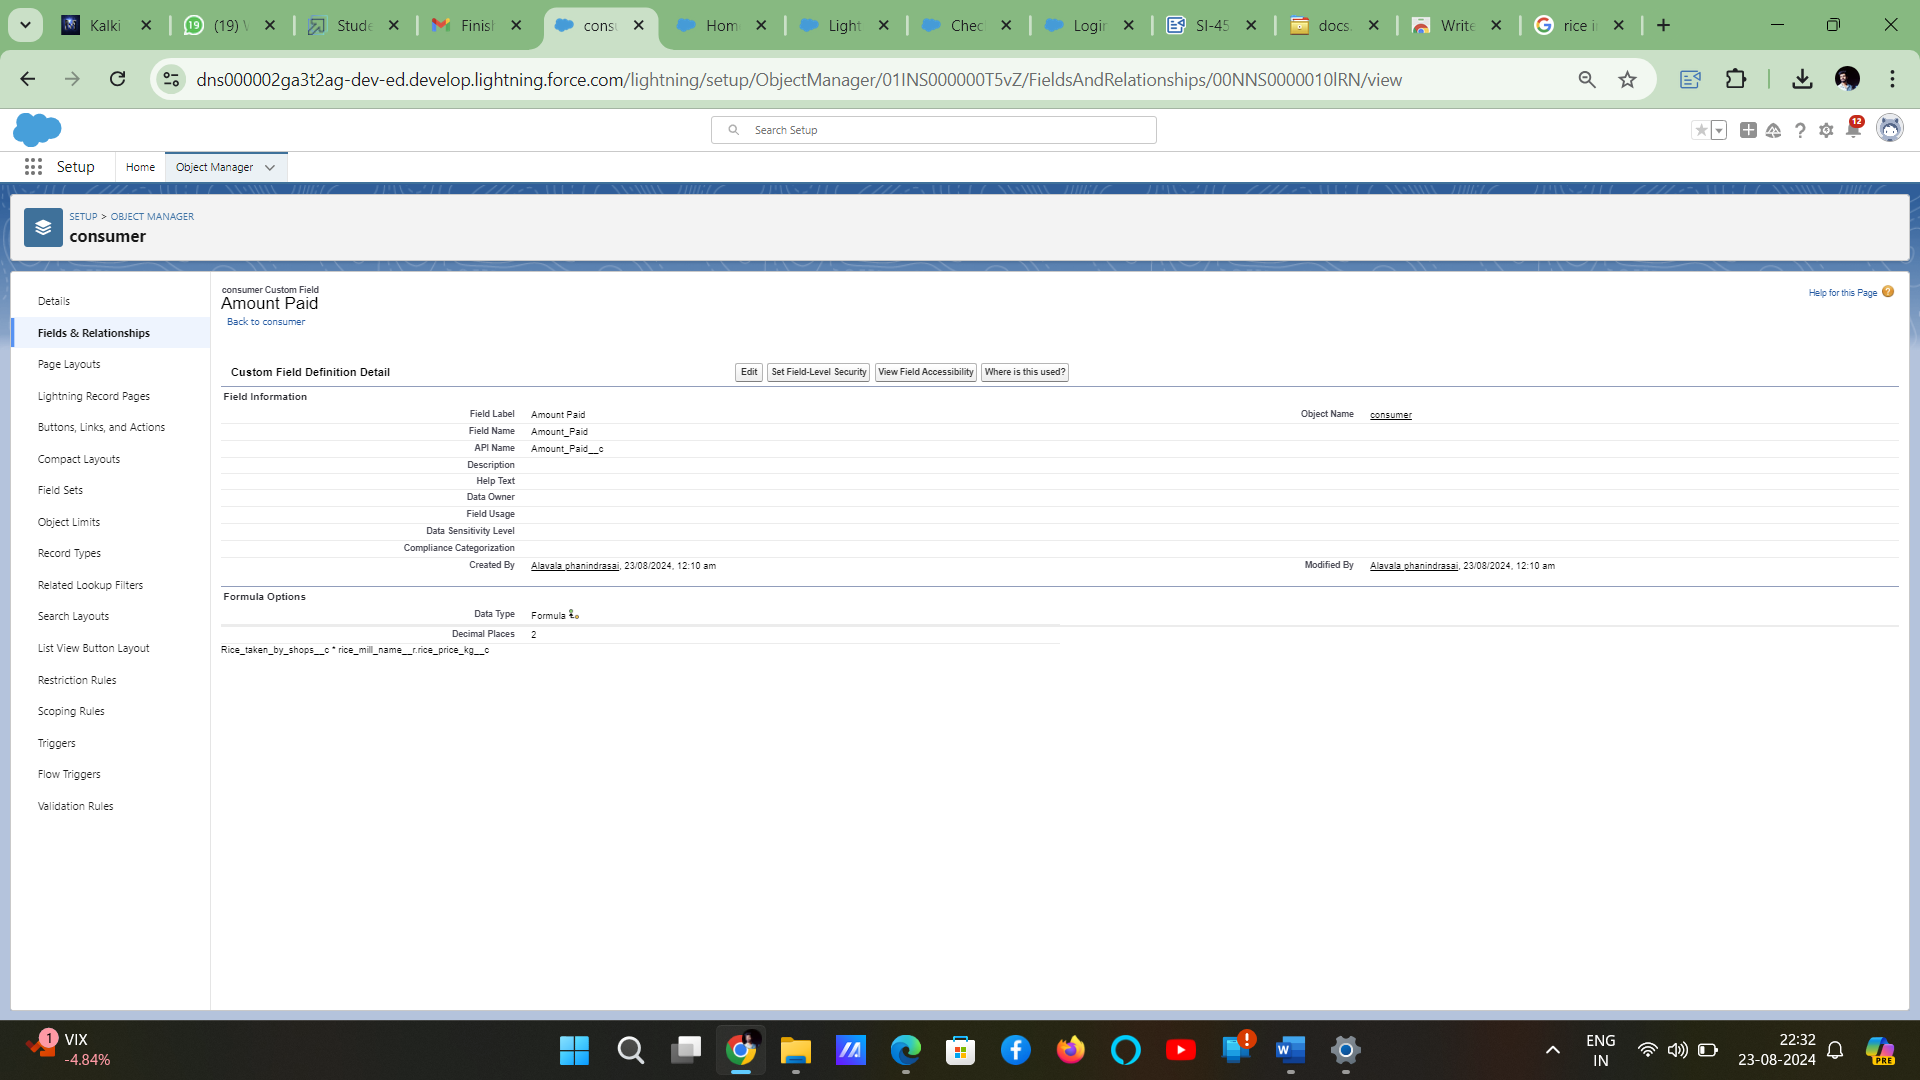 Kalki
(19) W
Stude
Finish
consu
Hom
Light
Chec
Login
SI-45
docs.
Write
rice in
dns000002ga3t2ag-dev-ed.develop.lightning.force.com/lightning/setup/ObjectManager/01INS000000T5vZ/FieldsAndRelationships/00NNS0000010lRN/view
Search Setup
12
Setup
Home
Object Manager
SETUP > OBJECT MANAGER
consumer
Details
Fields & Relationships
Page Layouts
Lightning Record Pages
Buttons, Links, and Actions
Compact Layouts
Field Sets
Object Limits
Record Types
Related Lookup Filters
Search Layouts
List View Button Layout
Restriction Rules
Scoping Rules
Triggers
Flow Triggers
Validation Rules
consumer Custom Field
Amount Paid
Back to consumer
Help for this Page
Custom Field Definition Detail
Edit
Set Field-Level Security
View Field Accessibility
Where is this used?
Field Information
Field Label Amount Paid
Object Name consumer
Field Name Amount_Paid
API Name Amount_Paid__c
Description
Help Text
Data Owner
Field Usage
Data Sensitivity Level
Compliance Categorization
Created By Alavala phanindrasai, 23/08/2024, 12:10 am
Modified By Alavala phanindrasai, 23/08/2024, 12:10 am
Formula Options
Data Type Formula
Decimal Places 2
Rice_taken_by_shops__c * rice_mill_name__r.rice_price_kg__c
1
VIX
-4.84%
ENG
IN
22:32
23-08-2024
PRE